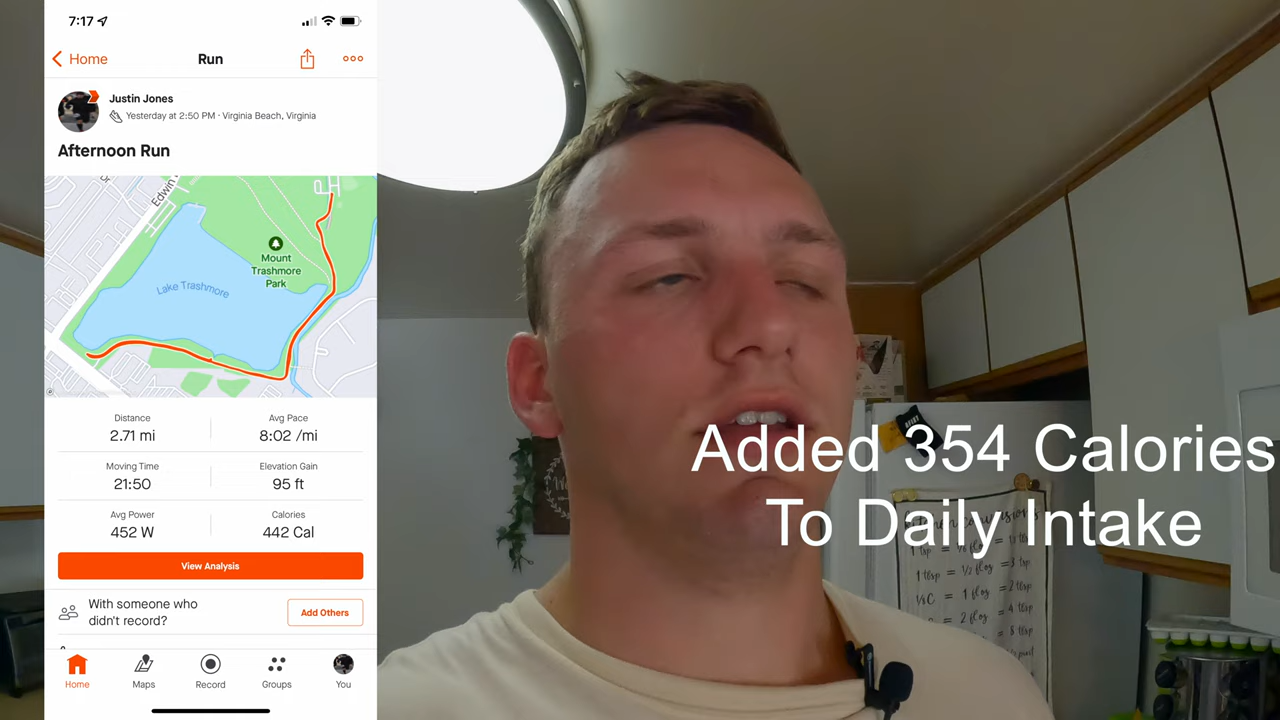 7:17
Home
Run
Justin Jones
Yesterday at 2:50 PM · Virginia Beach, Virginia
Afternoon Run
Edwin
Dr
Mount
Trashmore
Park
Lake Trashmore
Distance
Avg Pace
2.71 mi
8:02 /mi
Moving Time
Elevation Gain
21:50
95 ft
Avg Power
Calories
452 W
442 Cal
View Analysis
With someone who
didn't record?
Add Others
Home
Maps
Record
Groups
You
Added 354 Calories
To Daily Intake